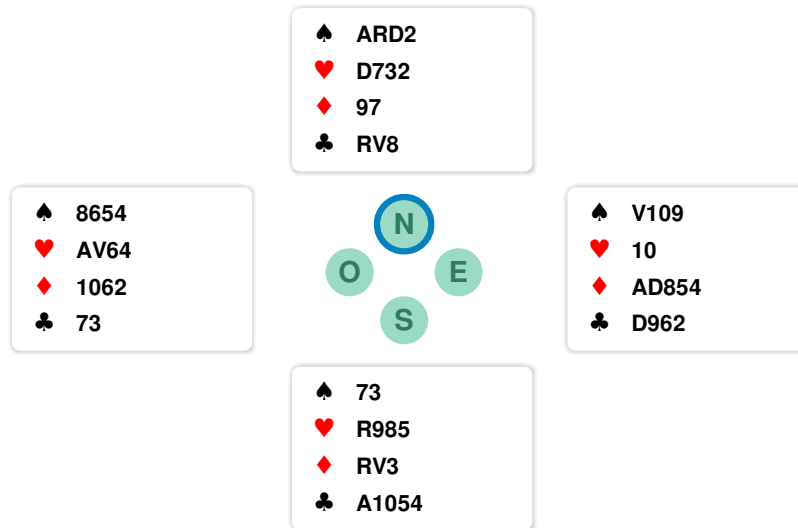 ♠ ARD2
♥ D732
♦ 97
♣ RV8
♠ 8654
♥ AV64
♦ 1062
♣ 73
N
O E
S
♠ V109
♥ 10
♦ AD854
♣ D962
♠ 73
♥ R985
♦ RV3
♣ A1054